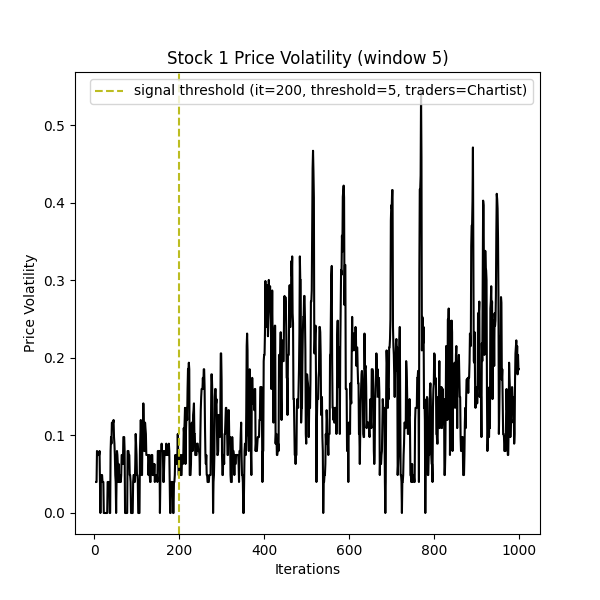 Stock 1 Price Volatility (window 5)
signal threshold (it=200, threshold=5, traders=Chartist)
Price Volatility
0.5
0.4
0.3
0.2
0.1
0.0
0 200 400 600 800 1000
Iterations